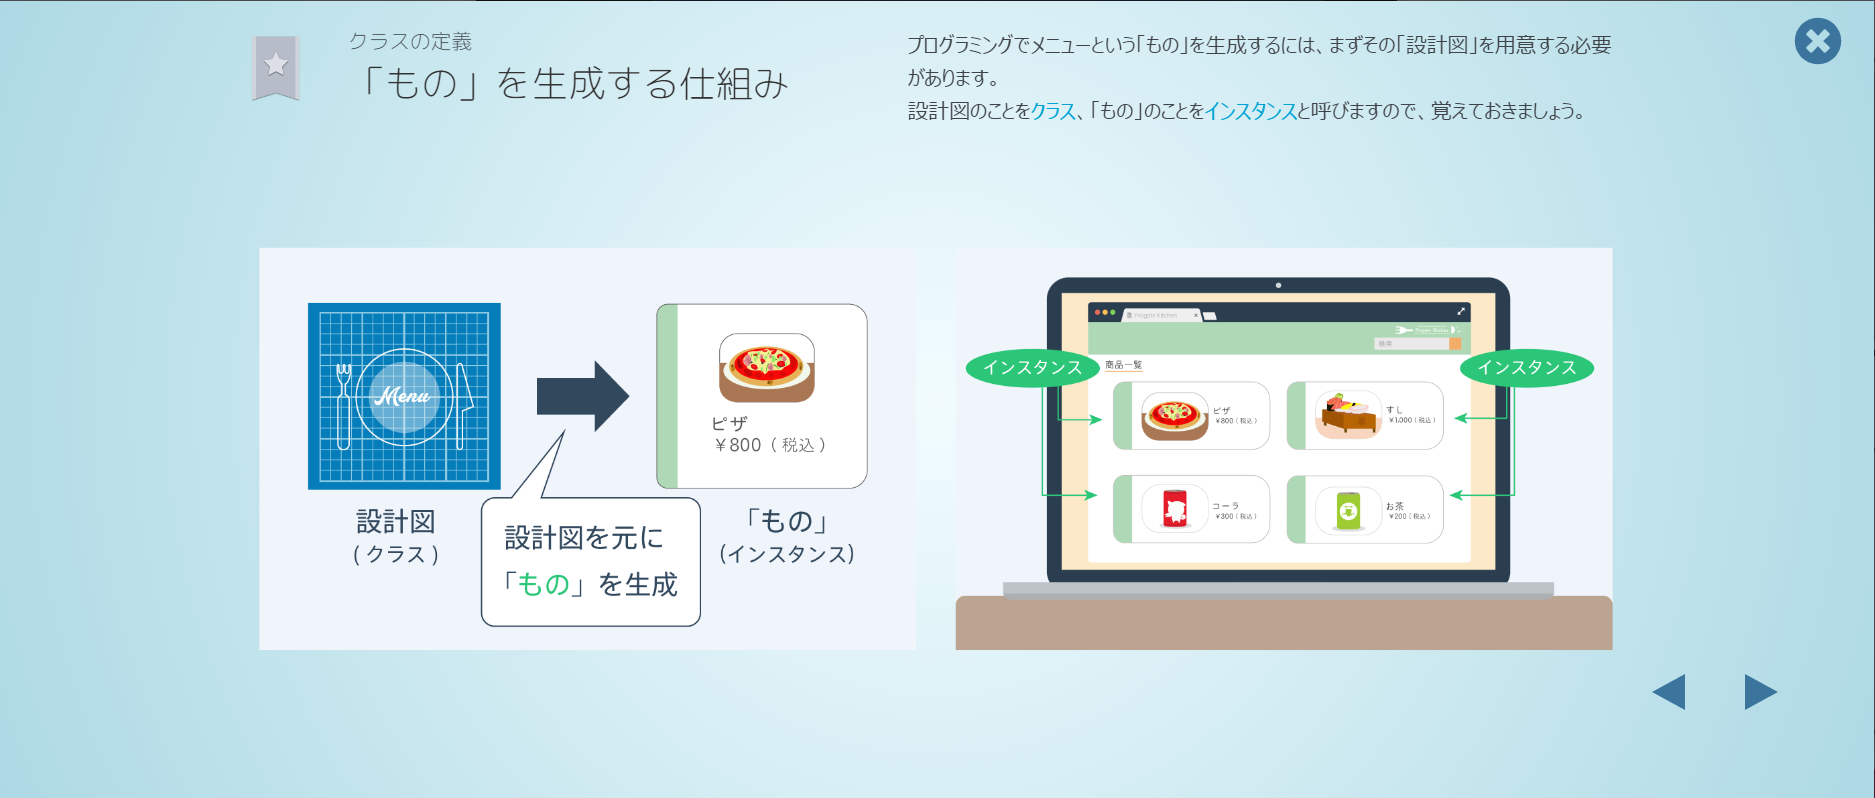 クラスの定義
「もの」を生成する仕組み
プログラミングでメニューという「もの」を生成するには、まずその「設計図」を用意する必要
があります。
設計図のことをクラス、「もの」のことをインスタンスと呼びますので、覚えておきましょう。
Menu
設計図
(クラス)
設計図を元に
「もの」を生成
ピザ
¥800(税込)
「もの」
(インスタンス)
Progate Kitchen
検索
インスタンス
インスタンス
商品一覧
ピザ
¥800(税込)
すし
¥1,000(税込)
コーラ
¥300(税込)
お茶
¥200(税込)